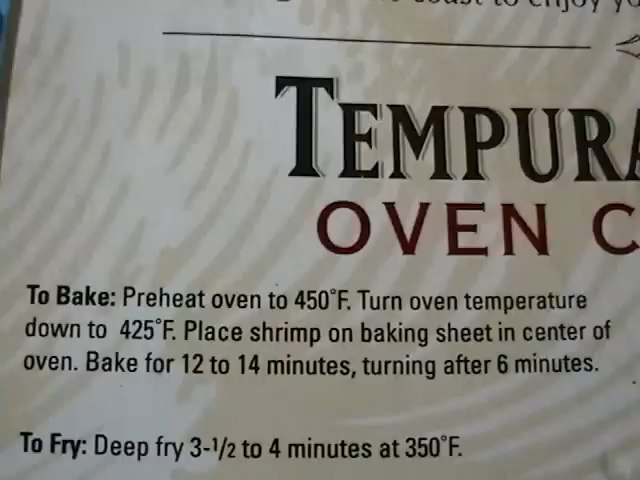 to enjoy
TEMPURA
OVEN C
To Bake: Preheat oven to 450°F. Turn oven temperature
down to 425°F. Place shrimp on baking sheet in center of
oven. Bake for 12 to 14 minutes, turning after 6 minutes.
To Fry: Deep fry 3-1/2 to 4 minutes at 350°F.